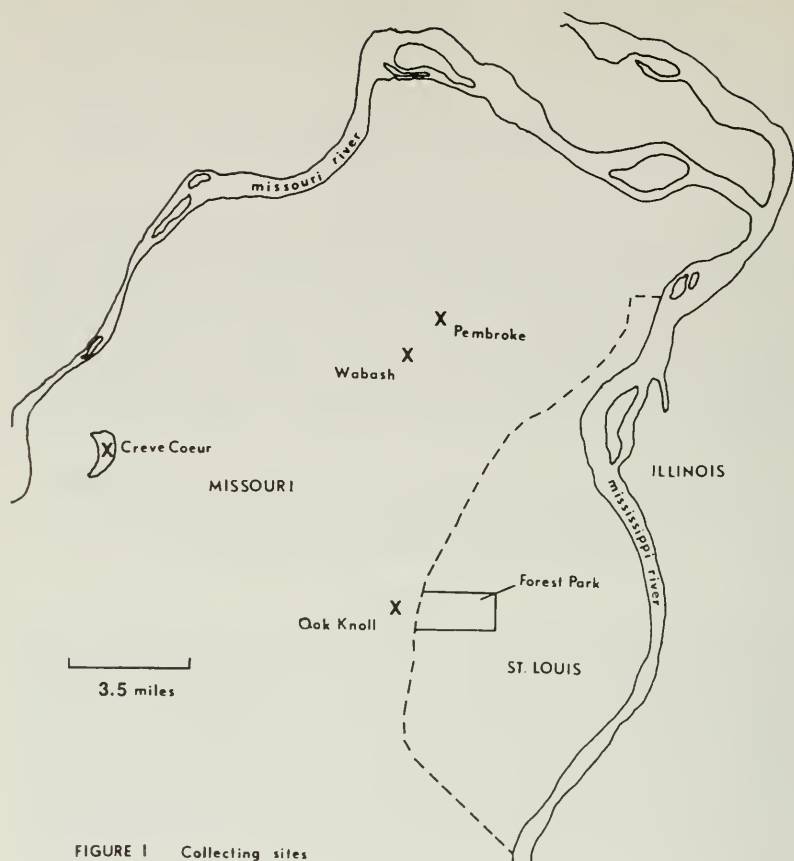 missouri river
X
Pembroke
X
Wabash
X
Creve Coeur
MISSOURI
ILLINOIS
mississippi river
Forest Park
X
Oak Knoll
ST. LOUIS
3.5 miles
FIGURE 1 Collecting sites